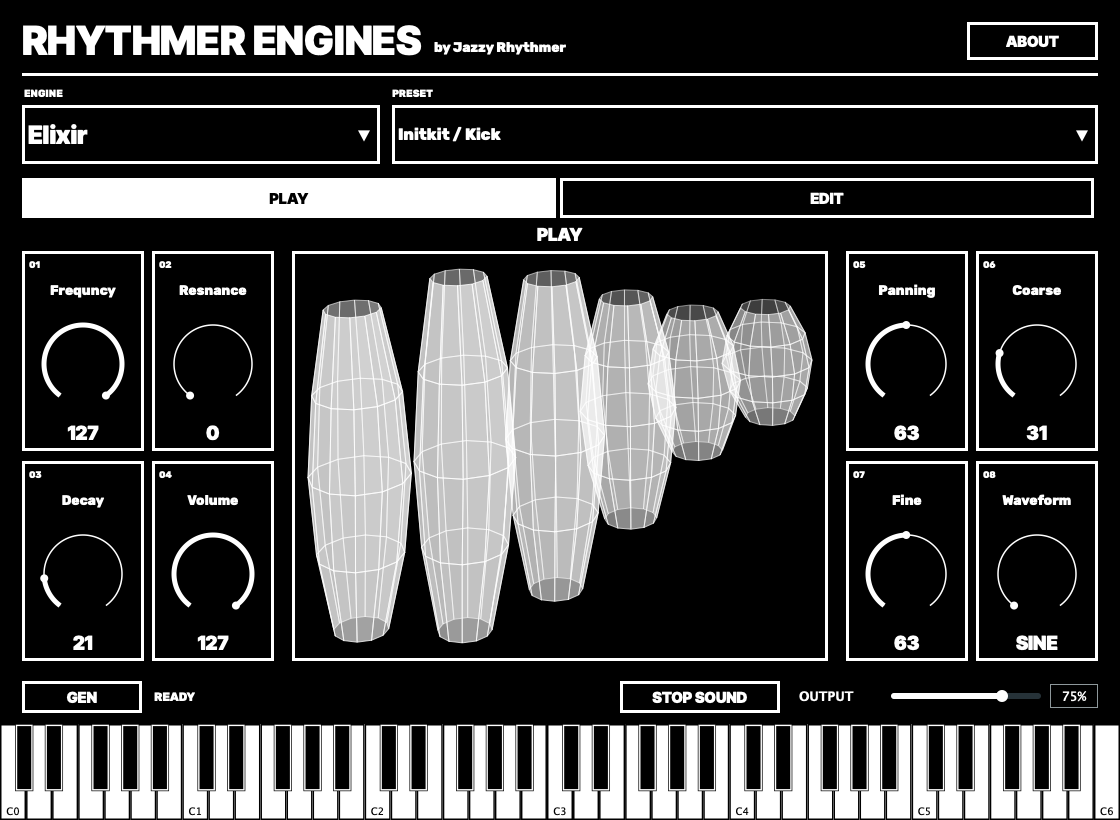 RHYTHMER ENGINES by Jazzy Rhythmer
ABOUT
ENGINE
PRESET
Elixir ▼
Initkit / Kick ▼
PLAY
EDIT
PLAY
01
Frequncy
127
02
Resnance
0
03
Decay
21
04
Volume
127
05
Panning
63
06
Coarse
31
07
Fine
63
08
Waveform
SINE
GEN
READY
STOP SOUND
OUTPUT
75%
C0 C1 C2 C3 C4 C5 C6